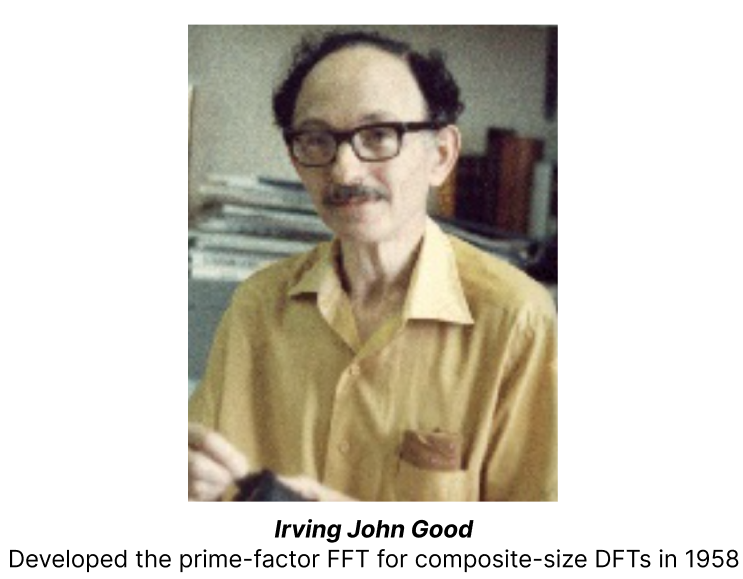 Irving John Good
Developed the prime-factor FFT for composite-size DFTs in 1958